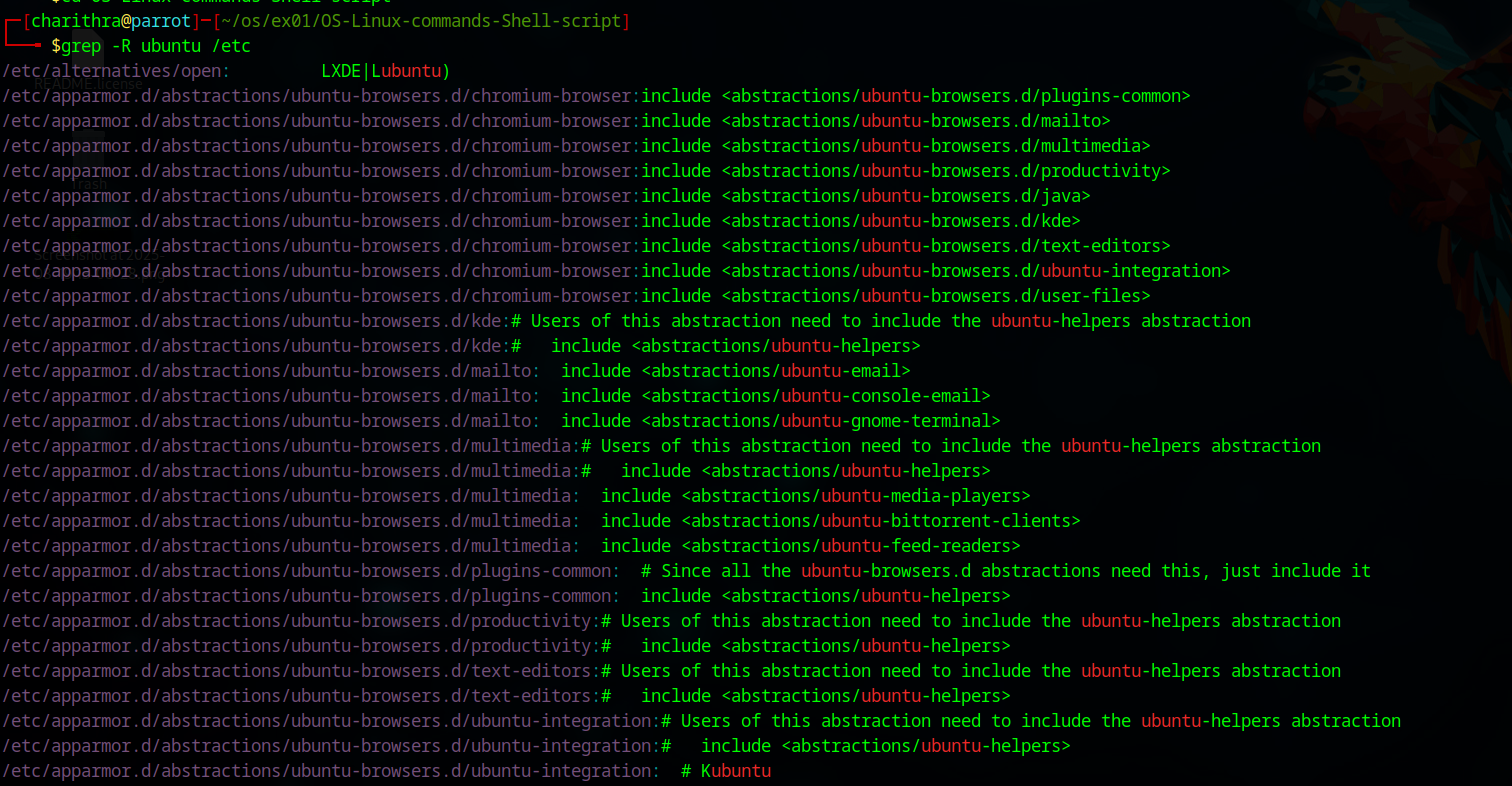 $cd OS-Linux-commands-Shell-script
┌─[charithra@parrot]─[~/os/ex01/OS-Linux-commands-Shell-script]
└──╼ $grep -R ubuntu /etc
/etc/alternatives/open:         LXDE|Lubuntu)
README.license
/etc/apparmor.d/abstractions/ubuntu-browsers.d/chromium-browser:include <abstractions/ubuntu-browsers.d/plugins-common>
/etc/apparmor.d/abstractions/ubuntu-browsers.d/chromium-browser:include <abstractions/ubuntu-browsers.d/mailto>
/etc/apparmor.d/abstractions/ubuntu-browsers.d/chromium-browser:include <abstractions/ubuntu-browsers.d/multimedia>
/etc/apparmor.d/abstractions/ubuntu-browsers.d/chromium-browser:include <abstractions/ubuntu-browsers.d/productivity>
Trash
/etc/apparmor.d/abstractions/ubuntu-browsers.d/chromium-browser:include <abstractions/ubuntu-browsers.d/java>
/etc/apparmor.d/abstractions/ubuntu-browsers.d/chromium-browser:include <abstractions/ubuntu-browsers.d/kde>
/etc/apparmor.d/abstractions/ubuntu-browsers.d/chromium-browser:include <abstractions/ubuntu-browsers.d/text-editors>
Screenshot at 2025-
/etc/apparmor.d/abstractions/ubuntu-browsers.d/chromium-browser:include <abstractions/ubuntu-browsers.d/ubuntu-integration>
/etc/apparmor.d/abstractions/ubuntu-browsers.d/chromium-browser:include <abstractions/ubuntu-browsers.d/user-files>
/etc/apparmor.d/abstractions/ubuntu-browsers.d/kde:# Users of this abstraction need to include the ubuntu-helpers abstraction
/etc/apparmor.d/abstractions/ubuntu-browsers.d/kde:#   include <abstractions/ubuntu-helpers>
/etc/apparmor.d/abstractions/ubuntu-browsers.d/mailto:  include <abstractions/ubuntu-email>
/etc/apparmor.d/abstractions/ubuntu-browsers.d/mailto:  include <abstractions/ubuntu-console-email>
/etc/apparmor.d/abstractions/ubuntu-browsers.d/mailto:  include <abstractions/ubuntu-gnome-terminal>
/etc/apparmor.d/abstractions/ubuntu-browsers.d/multimedia:# Users of this abstraction need to include the ubuntu-helpers abstraction
/etc/apparmor.d/abstractions/ubuntu-browsers.d/multimedia:#   include <abstractions/ubuntu-helpers>
/etc/apparmor.d/abstractions/ubuntu-browsers.d/multimedia:  include <abstractions/ubuntu-media-players>
/etc/apparmor.d/abstractions/ubuntu-browsers.d/multimedia:  include <abstractions/ubuntu-bittorrent-clients>
/etc/apparmor.d/abstractions/ubuntu-browsers.d/multimedia:  include <abstractions/ubuntu-feed-readers>
/etc/apparmor.d/abstractions/ubuntu-browsers.d/plugins-common:  # Since all the ubuntu-browsers.d abstractions need this, just include it
/etc/apparmor.d/abstractions/ubuntu-browsers.d/plugins-common:  include <abstractions/ubuntu-helpers>
/etc/apparmor.d/abstractions/ubuntu-browsers.d/productivity:# Users of this abstraction need to include the ubuntu-helpers abstraction
/etc/apparmor.d/abstractions/ubuntu-browsers.d/productivity:#   include <abstractions/ubuntu-helpers>
/etc/apparmor.d/abstractions/ubuntu-browsers.d/text-editors:# Users of this abstraction need to include the ubuntu-helpers abstraction
/etc/apparmor.d/abstractions/ubuntu-browsers.d/text-editors:#   include <abstractions/ubuntu-helpers>
/etc/apparmor.d/abstractions/ubuntu-browsers.d/ubuntu-integration:# Users of this abstraction need to include the ubuntu-helpers abstraction
/etc/apparmor.d/abstractions/ubuntu-browsers.d/ubuntu-integration:#   include <abstractions/ubuntu-helpers>
/etc/apparmor.d/abstractions/ubuntu-browsers.d/ubuntu-integration:  # Kubuntu